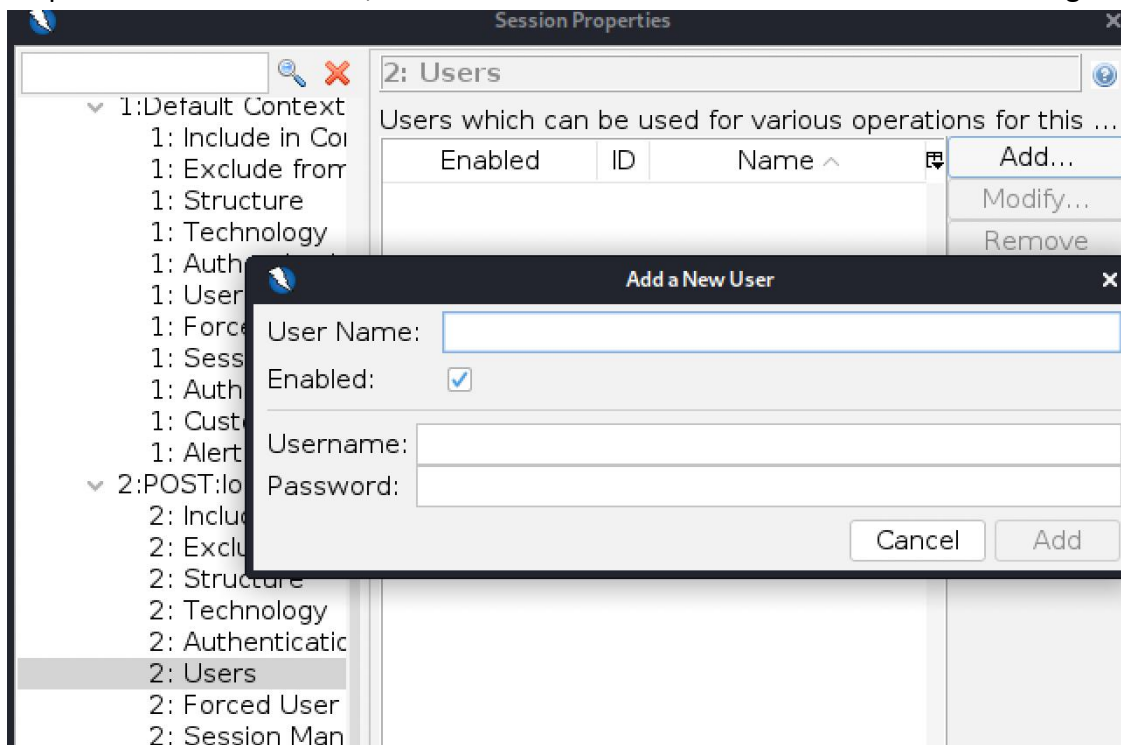 Session Properties
2: Users
1:Default Context
1: Include in Co
1: Exclude from
1: Structure
1: Technology
1: Auth
1: User
1: Force
1: Sess
1: Auth
1: Cust
1: Alert
2:POST:lo
2: Inclu
2: Exclu
2: Structure
2: Technology
2: Authenticatic
2: Users
2: Forced User
2: Session Man
Users which can be used for various operations for this ...
Enabled ID Name
Add...
Modify...
Remove
Add a New User
User Name:
Enabled:
Username:
Password:
Cancel Add